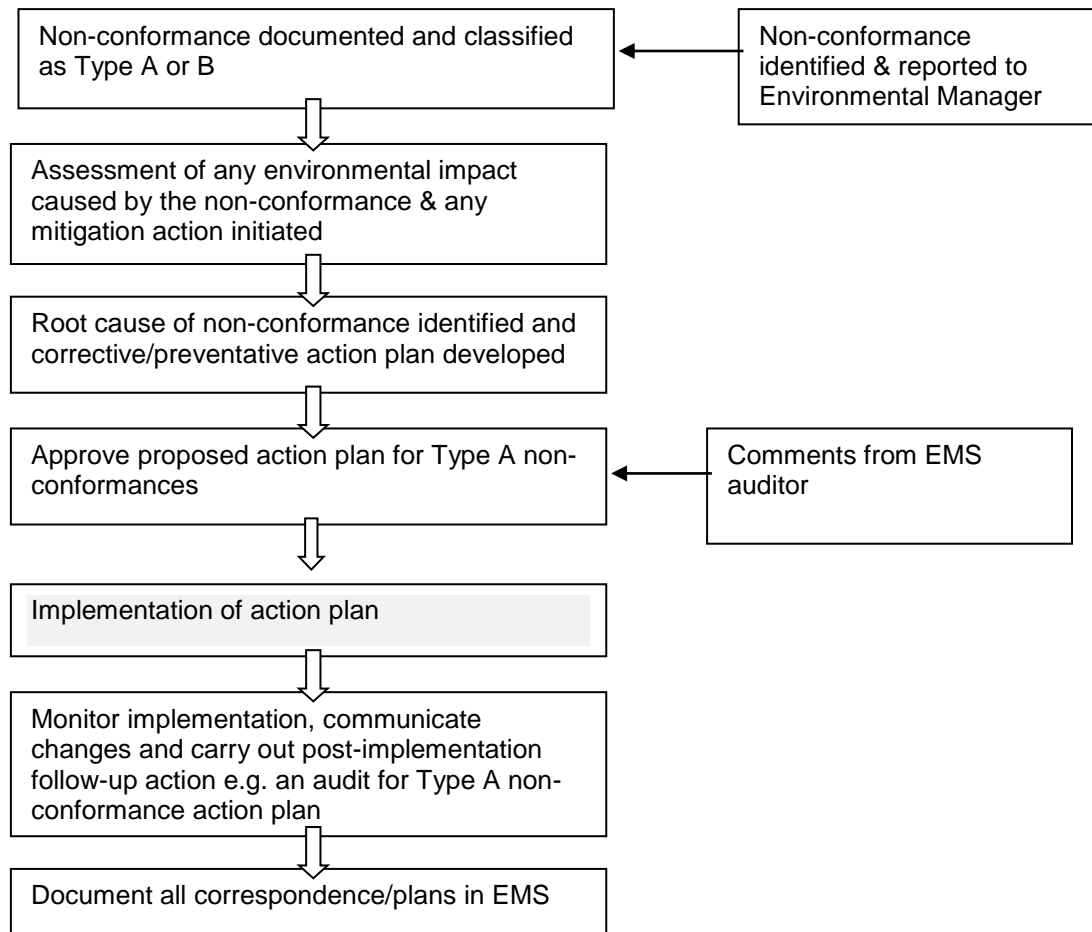 Non-conformance documented and classified
as Type A or B
Non-conformance
identified & reported to
Environmental Manager
Assessment of any environmental impact
caused by the non-conformance & any
mitigation action initiated
Root cause of non-conformance identified and
corrective/preventative action plan developed
Approve proposed action plan for Type A non-
conformances
Comments from EMS
auditor
Implementation of action plan
Monitor implementation, communicate
changes and carry out post-implementation
follow-up action e.g. an audit for Type A non-
conformance action plan
Document all correspondence/plans in EMS